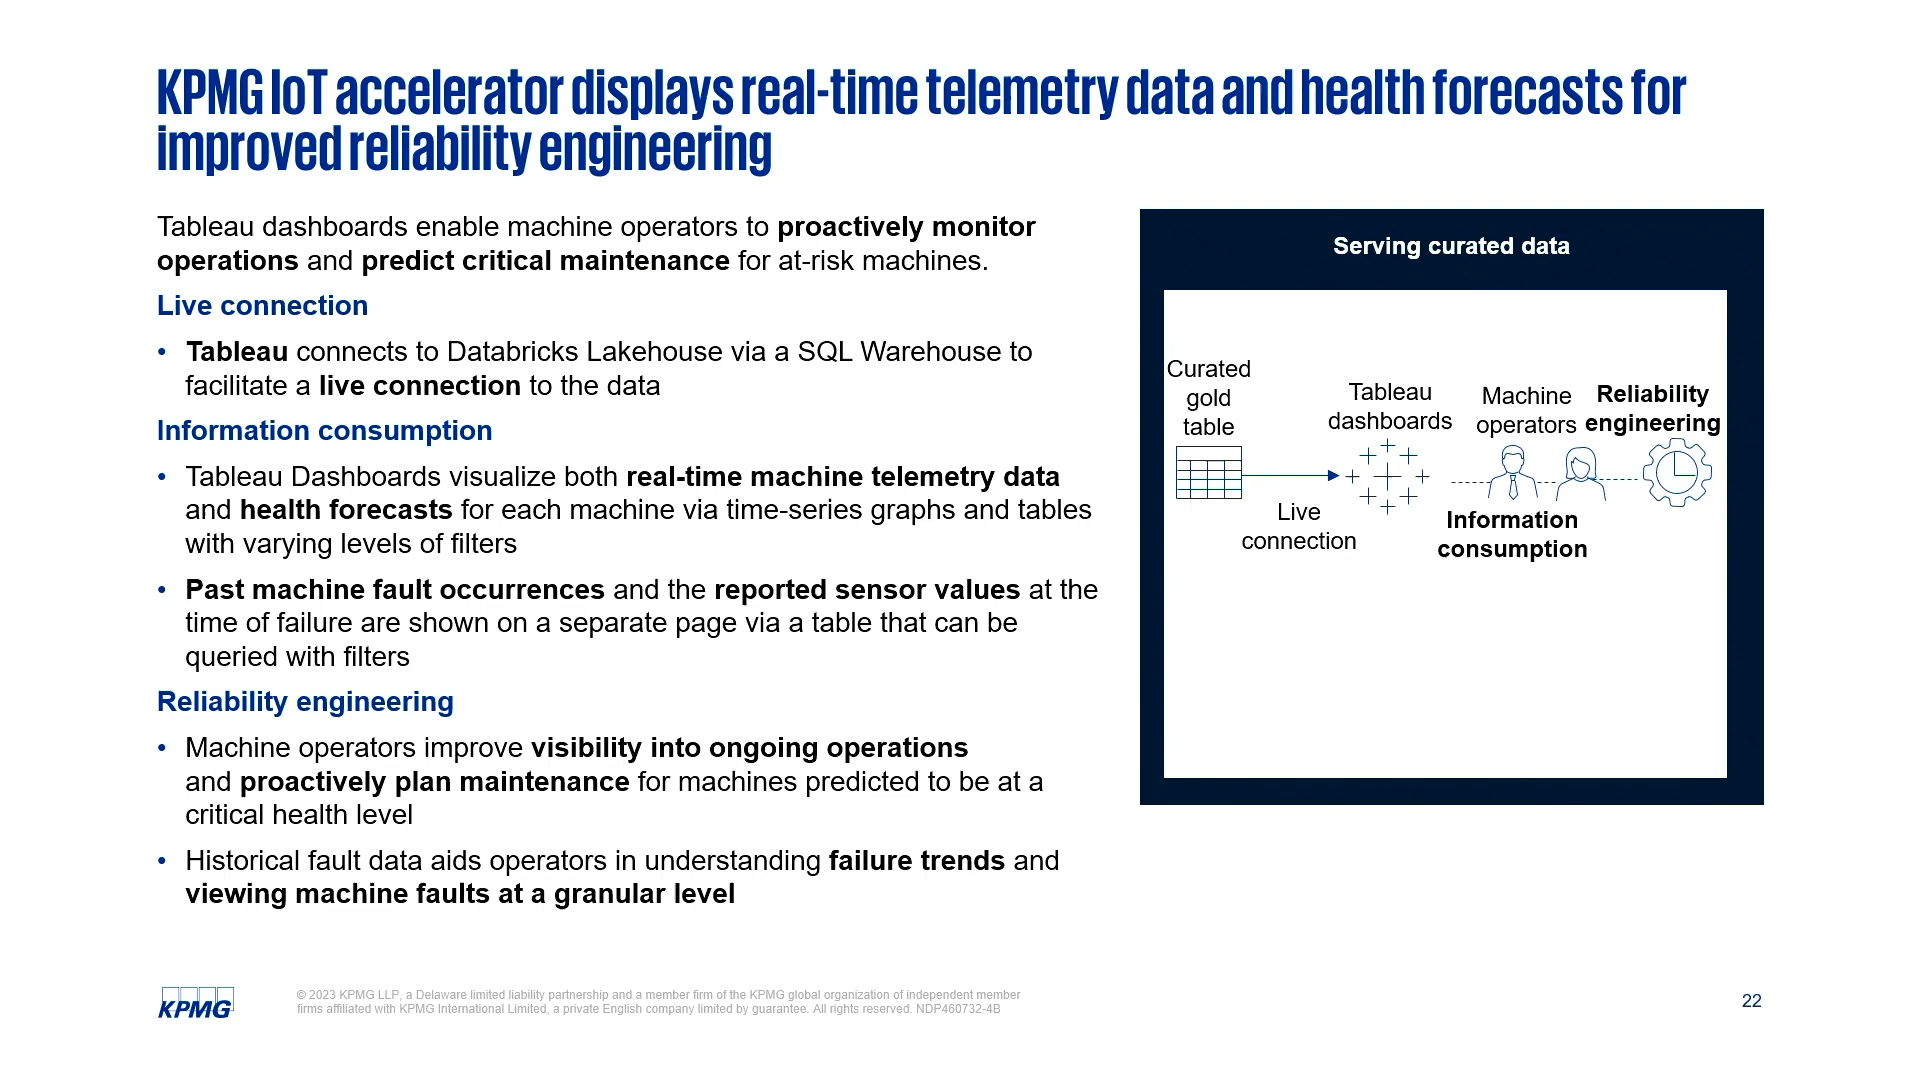 KPMG IoT accelerator displays real-time telemetry data and health forecasts for
improved reliability engineering
Tableau dashboards enable machine operators to proactively monitor
operations and predict critical maintenance for at-risk machines.
Live connection
• Tableau connects to Databricks Lakehouse via a SQL Warehouse to
facilitate a live connection to the data
Information consumption
• Tableau Dashboards visualize both real-time machine telemetry data
and health forecasts for each machine via time-series graphs and tables
with varying levels of filters
• Past machine fault occurrences and the reported sensor values at the
time of failure are shown on a separate page via a table that can be
queried with filters
Reliability engineering
• Machine operators improve visibility into ongoing operations
and proactively plan maintenance for machines predicted to be at a
critical health level
• Historical fault data aids operators in understanding failure trends and
viewing machine faults at a granular level
Serving curated data
Curated
gold
table
Live
connection
Tableau
dashboards
Machine
operators
Information
consumption
Reliability
engineering
KPMG
© 2023 KPMG LLP, a Delaware limited liability partnership and a member firm of the KPMG global organization of independent member
firms affiliated with KPMG International Limited, a private English company limited by guarantee. All rights reserved. NDP460732-4B
22